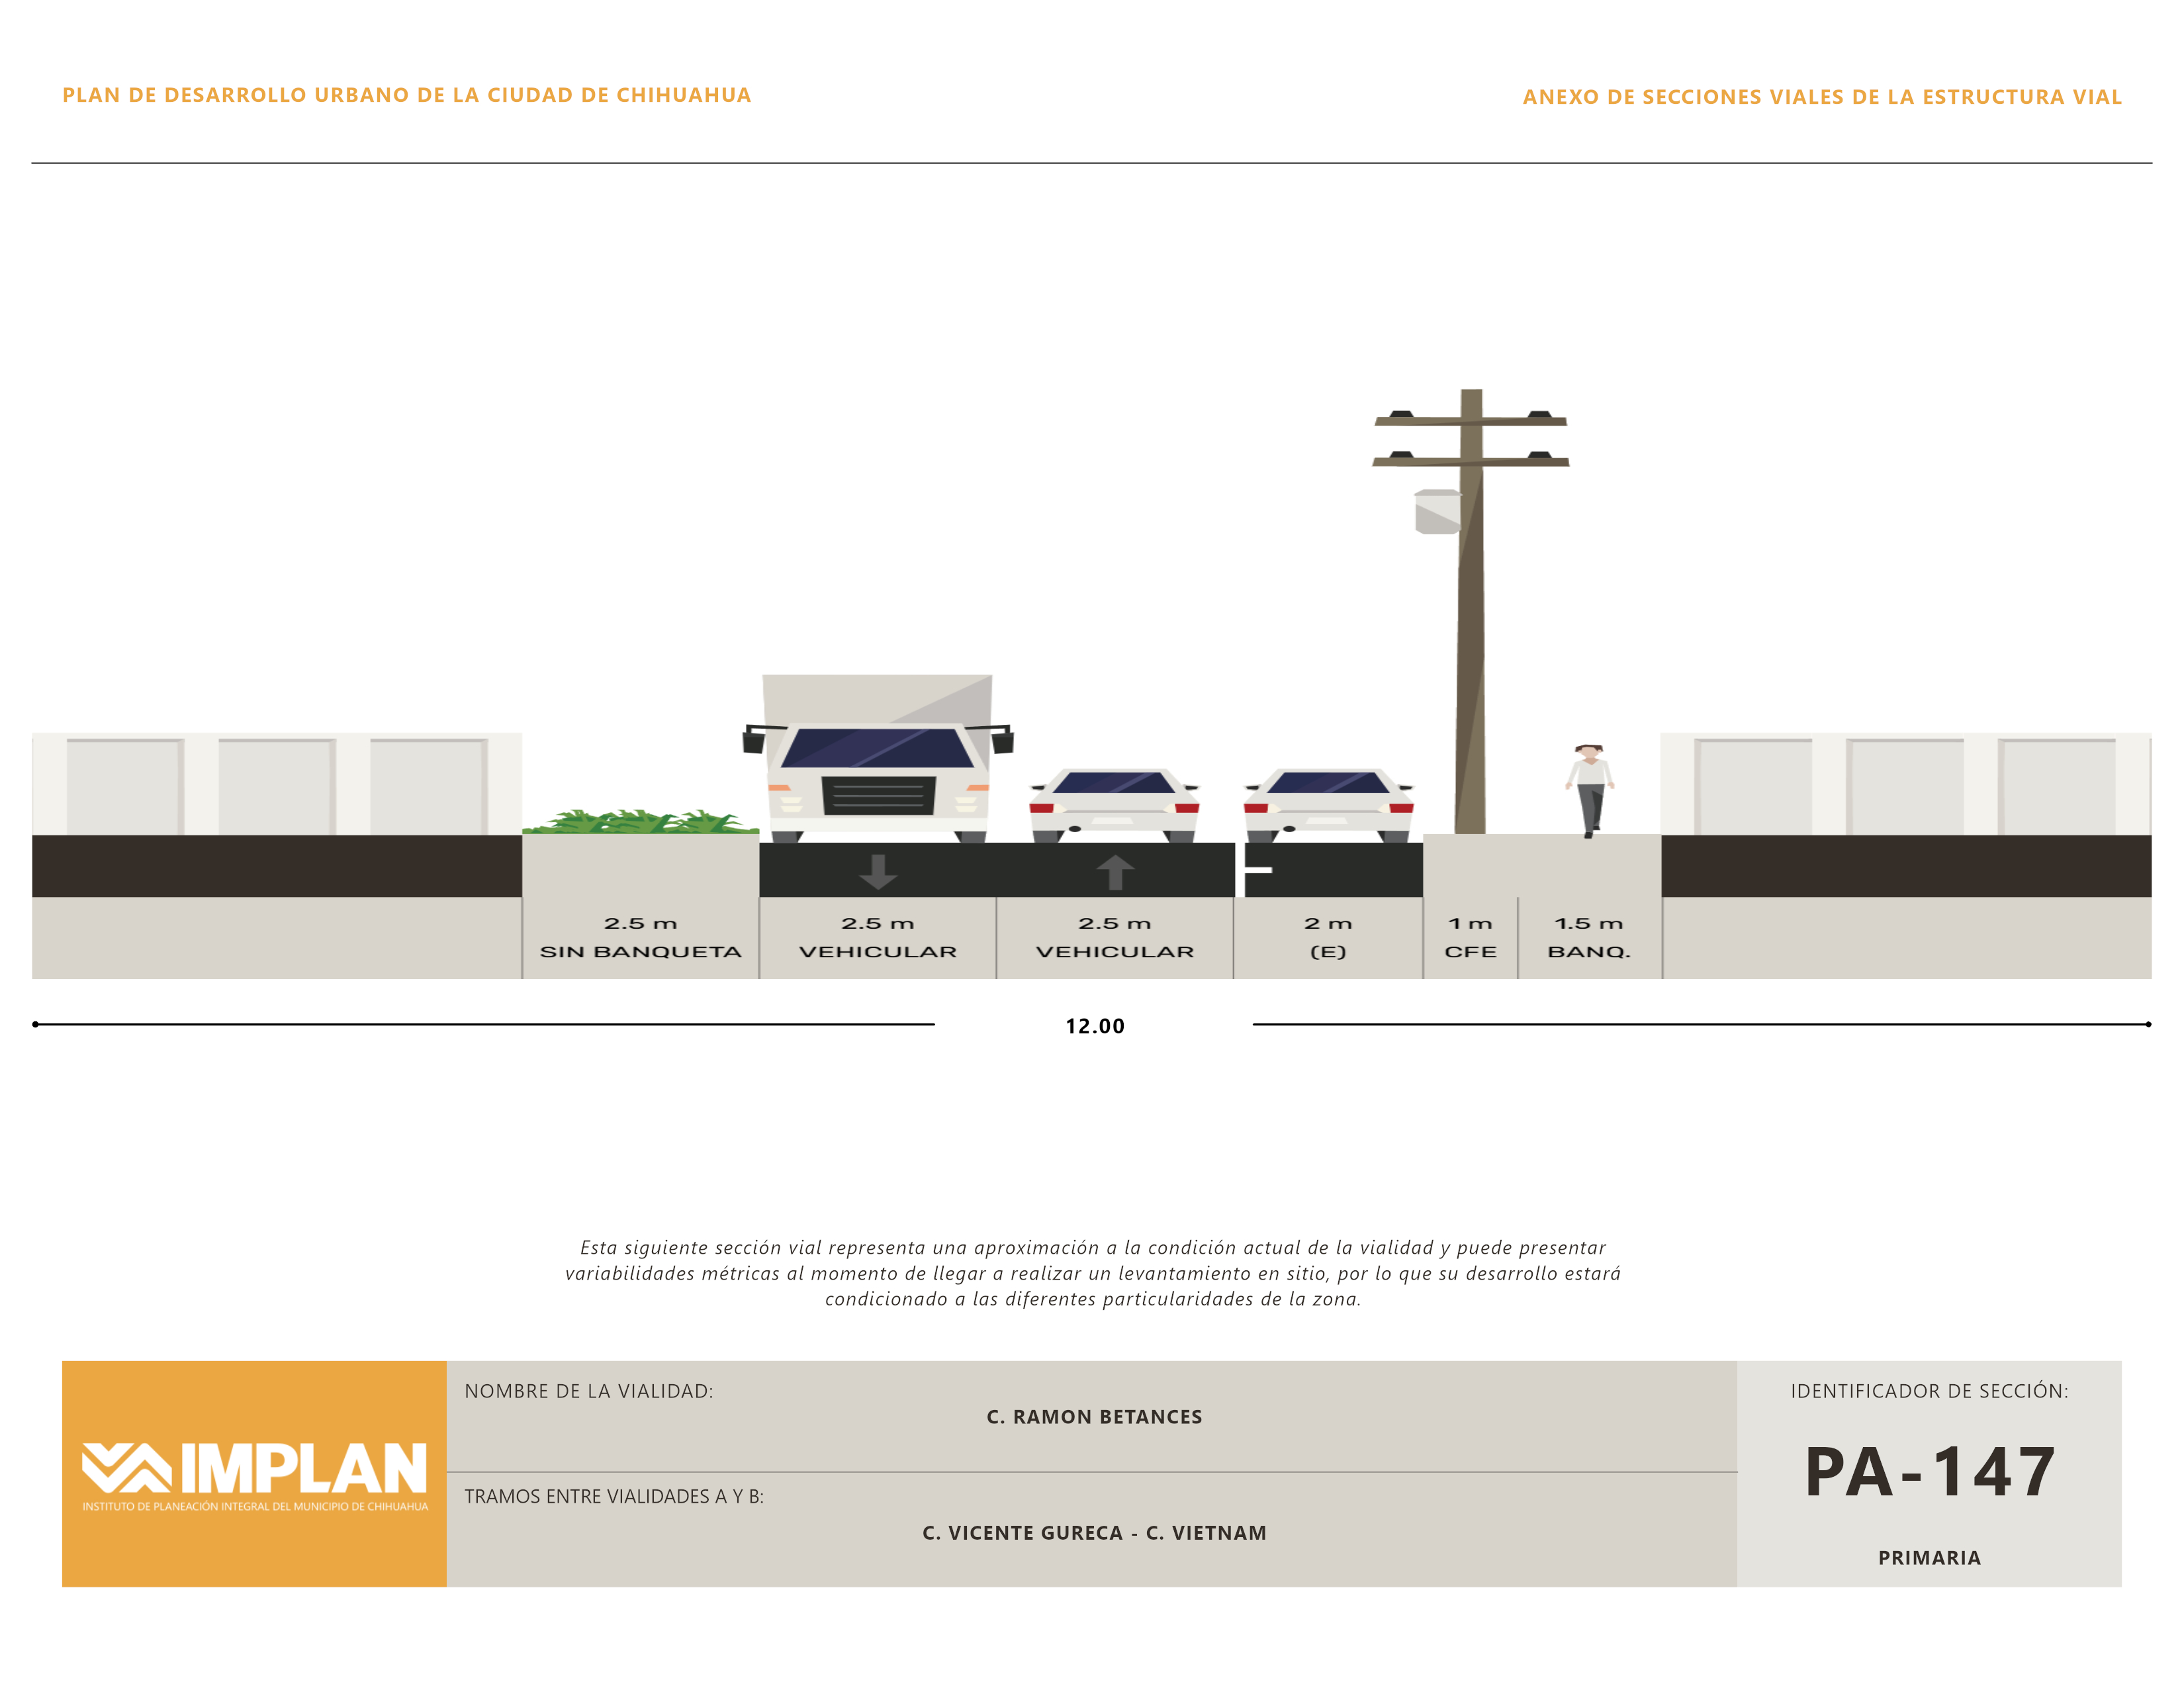 PLAN DE DESARROLLO URBANO DE LA CIUDAD DE CHIHUAHUA
ANEXO DE SECCIONES VIALES DE LA ESTRUCTURA VIAL
2.5 m
SIN BANQUETA
2.5 m
VEHICULAR
2.5 m
VEHICULAR
2 m
(E)
1 m
CFE
1.5 m
BANQ.
12.00
Esta siguiente sección vial representa una aproximación a la condición actual de la vialidad y puede presentar
variabilidades métricas al momento de llegar a realizar un levantamiento en sitio, por lo que su desarrollo estará
condicionado a las diferentes particularidades de la zona.
IMPLAN
INSTITUTO DE PLANEACIÓN INTEGRAL DEL MUNICIPIO DE CHIHUAHUA
NOMBRE DE LA VIALIDAD:
C. RAMON BETANCES
TRAMOS ENTRE VIALIDADES A Y B:
C. VICENTE GURECA - C. VIETNAM
IDENTIFICADOR DE SECCIÓN:
PA-147
PRIMARIA